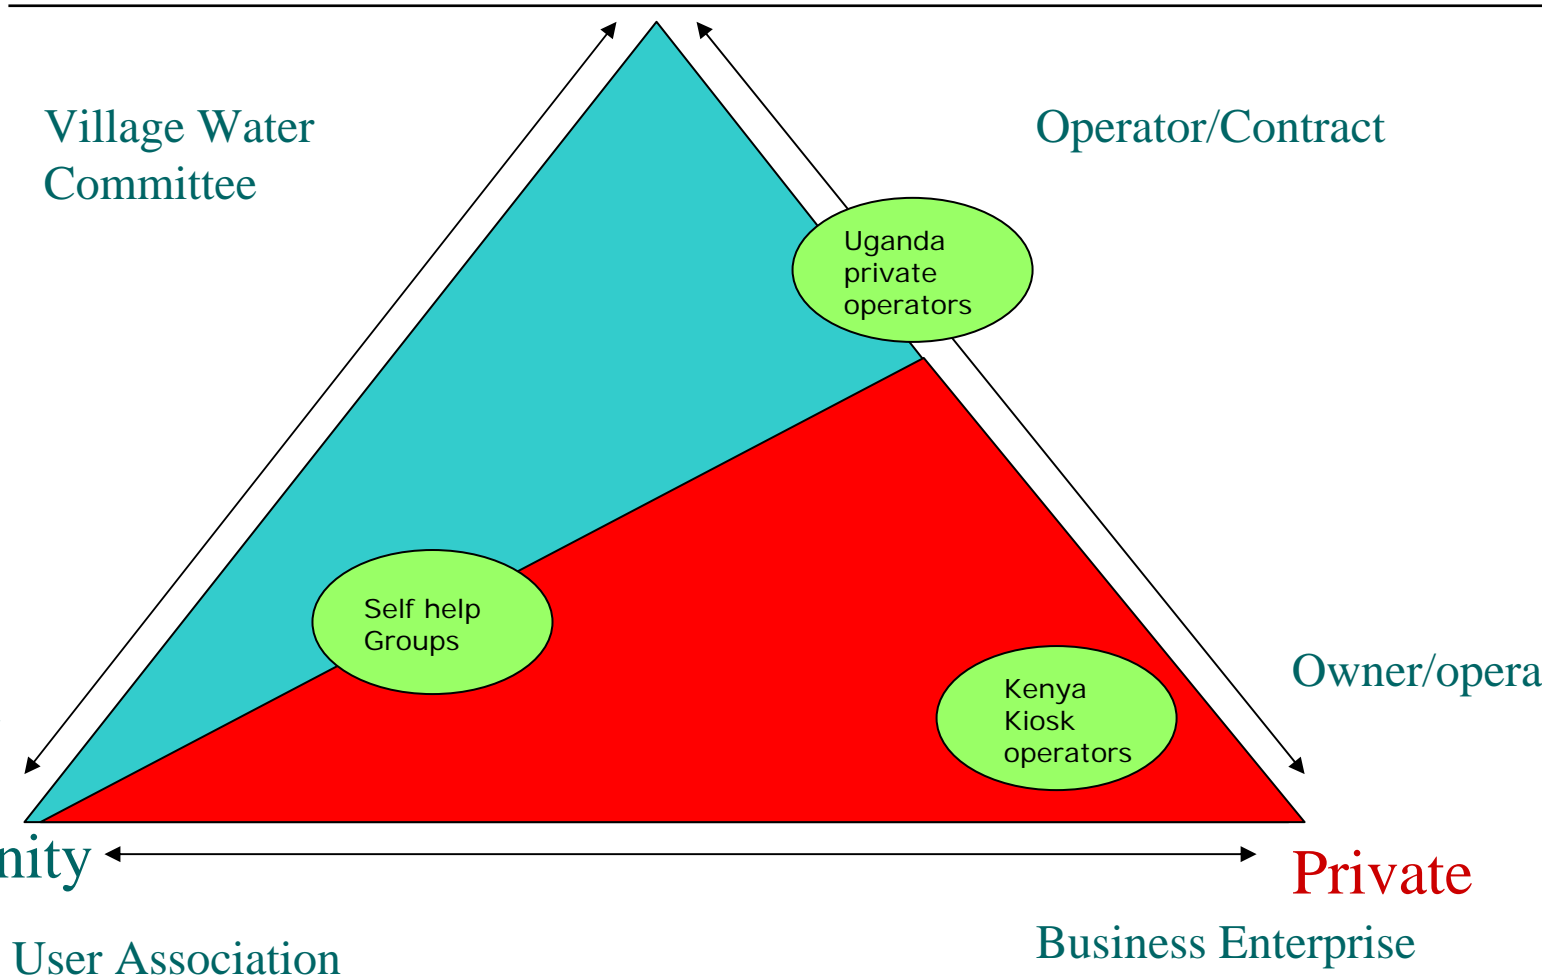 Village Water
Committee
Operator/Contract
Uganda
private
operators
Self help
Groups
Kenya
Kiosk
operators
Owner/opera
nity
Private
User Association
Business Enterprise